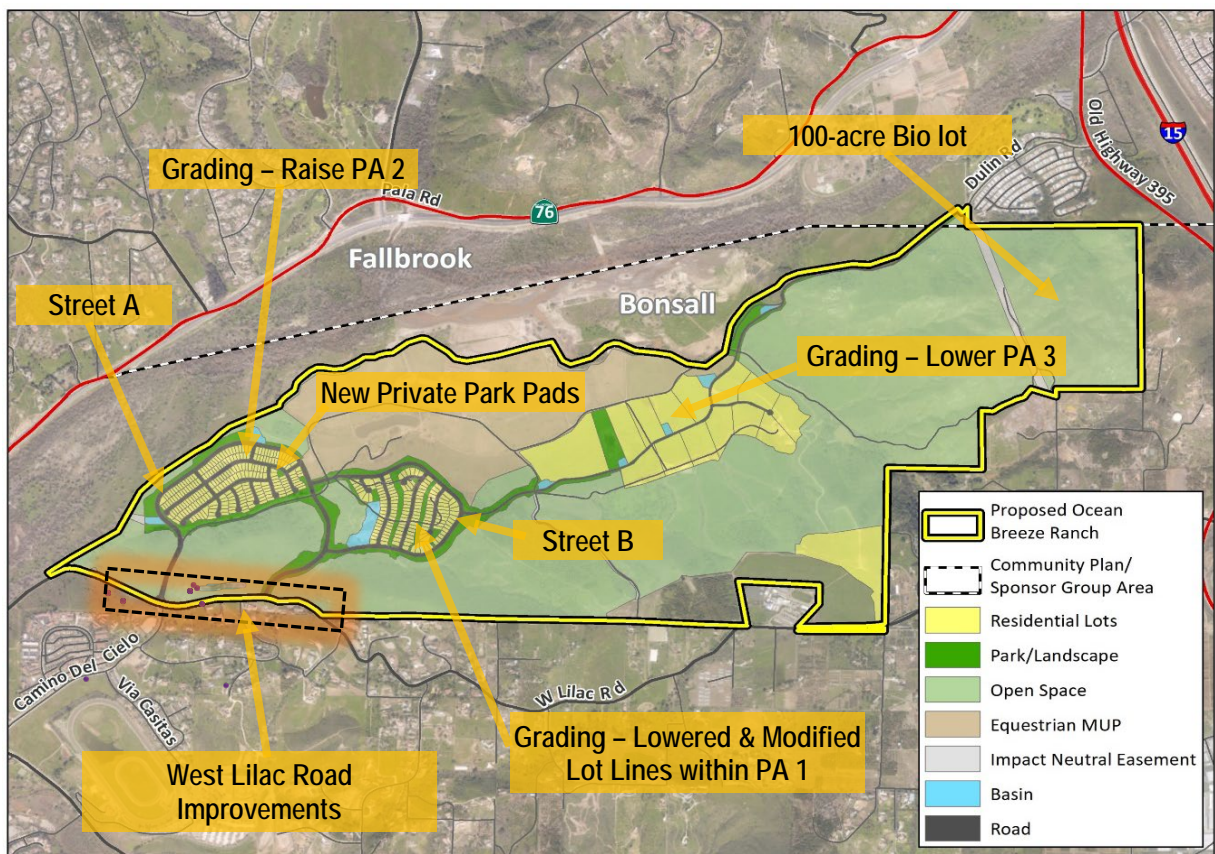 100-acre Bio lot
Dulin Rd
Old Highway 395
15
Grading – Raise PA 2
Pala Rd
76
Fallbrook
Street A
Bonsall
Grading – Lower PA 3
New Private Park Pads
Street B
Camino Del Cielo
Via Casitas
W Lilac Rd
West Lilac Road
Improvements
Grading – Lowered & Modified
Lot Lines within PA 1
Proposed Ocean
Breeze Ranch
Community Plan/
Sponsor Group Area
Residential Lots
Park/Landscape
Open Space
Equestrian MUP
Impact Neutral Easement
Basin
Road